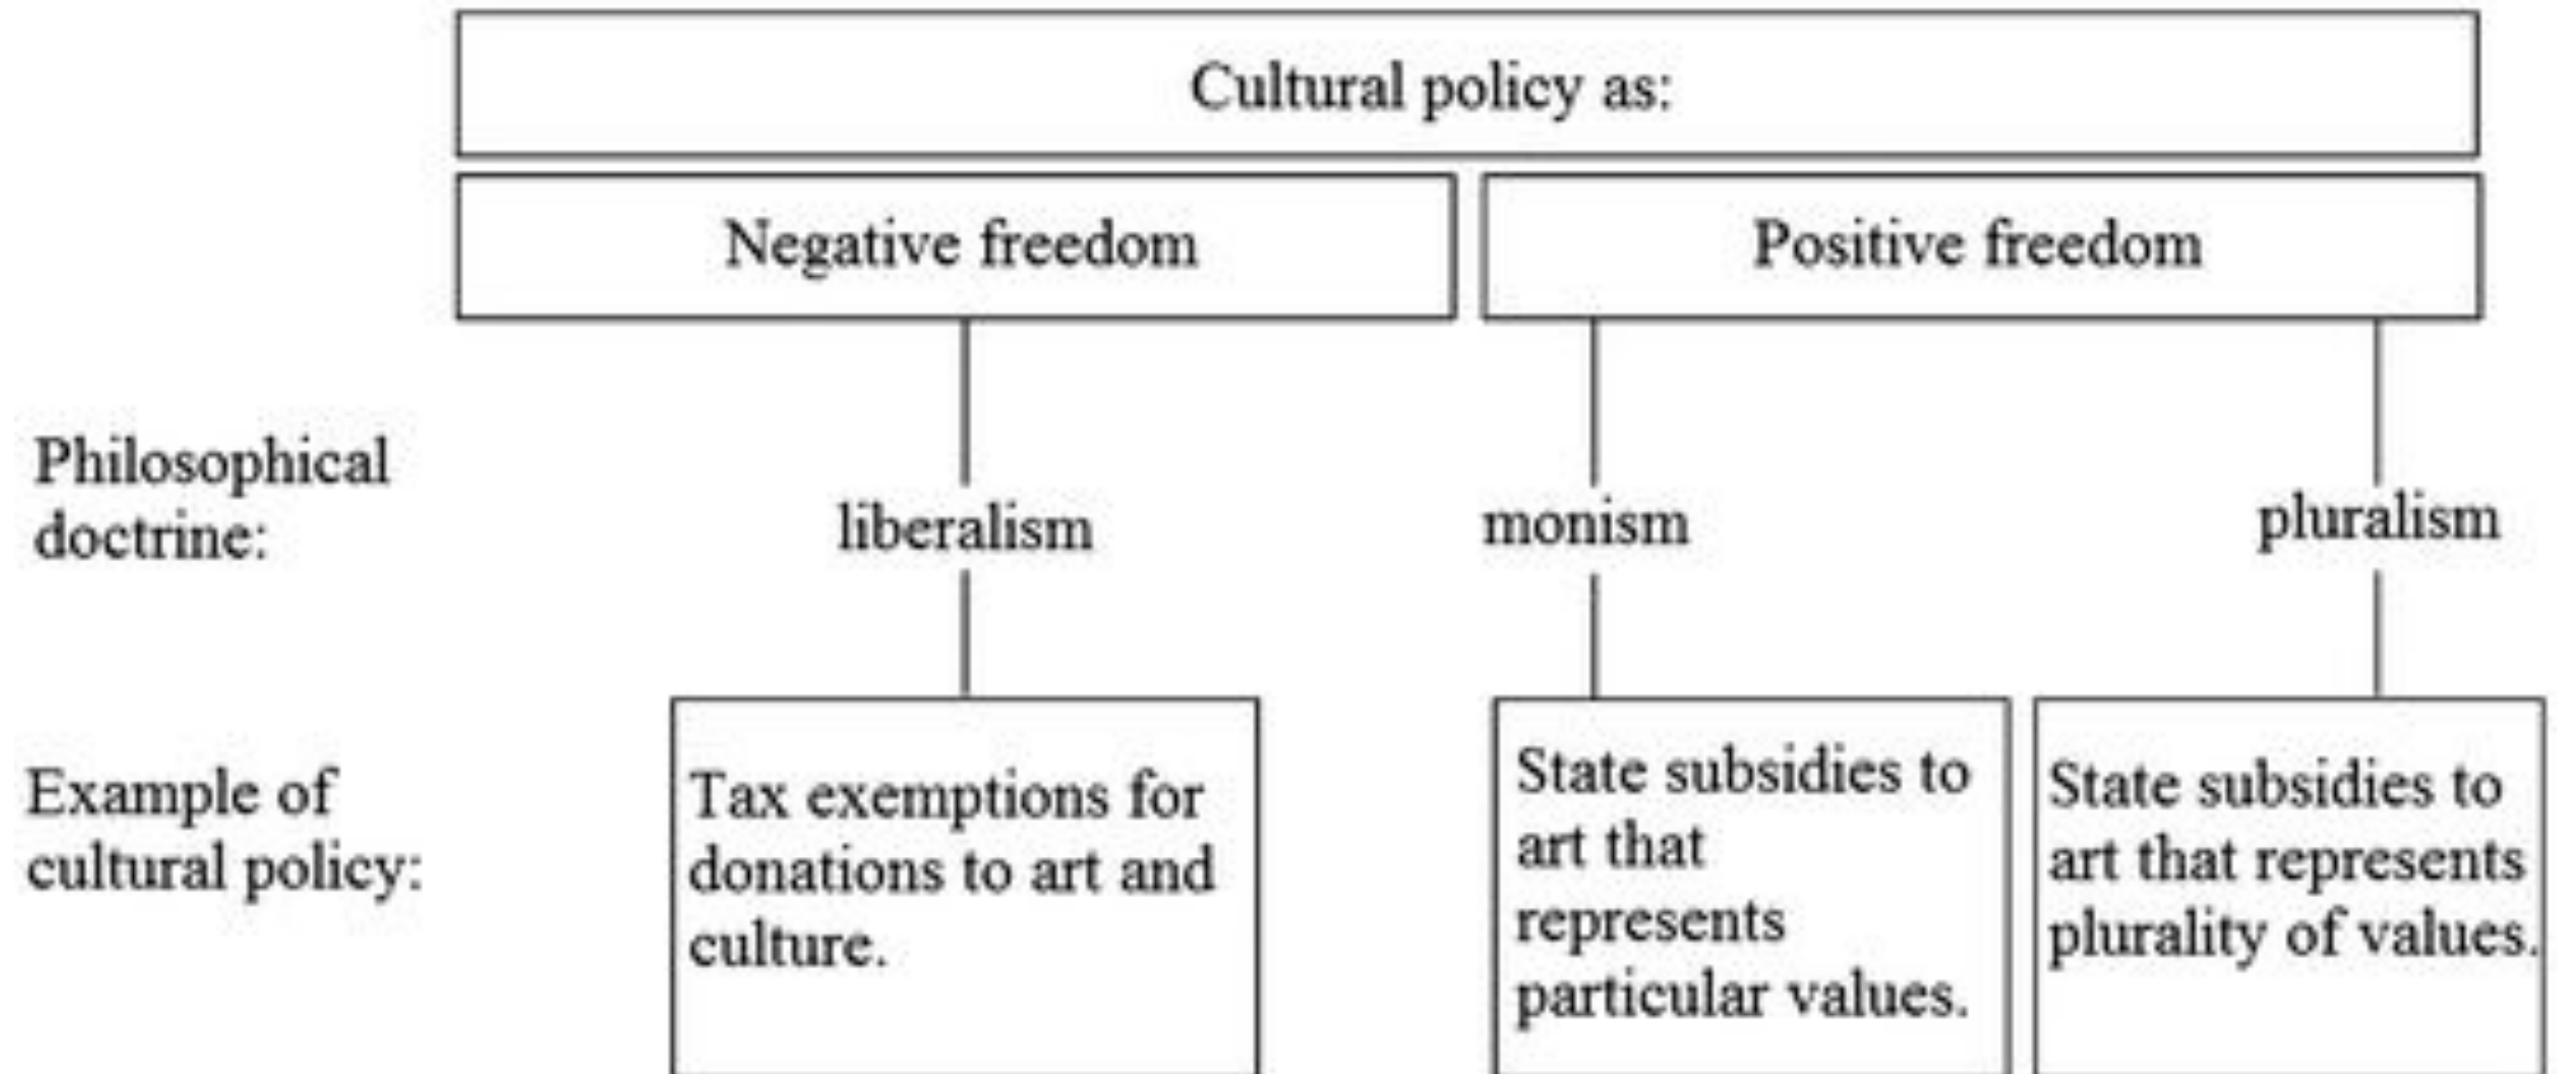 Cultural policy as:
Negative freedom
Positive freedom
Philosophical
doctrine:
liberalism
monism
pluralism
Example of
cultural policy:
Tax exemptions for
donations to art and
culture.
State subsidies to
art that
represents
particular values.
State subsidies to
art that represents
plurality of values.